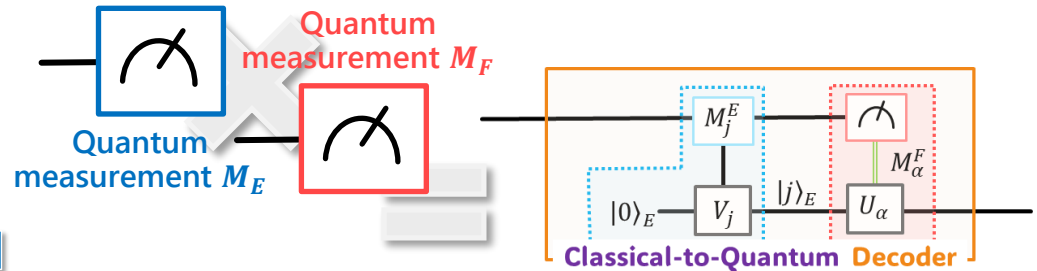 Quantum
measurement M_F
Quantum
measurement M_E
M_j^E
M_α^F
|0⟩_E
V_j
|j⟩_E
U_α
Classical-to-Quantum Decoder